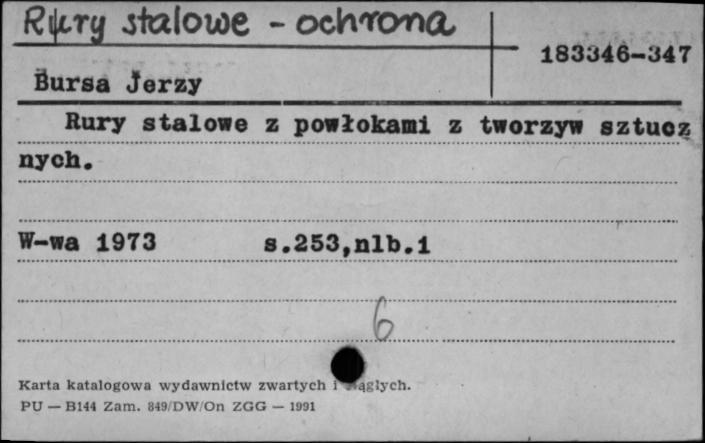 Rury stalowe - ochrona
183346-347
Bursa Jerzy
Rury stalowe z powłokami z tworzyw sztucz
nych.
W-wa 1973 s.253,nlb.1
6
Karta katalogowa wydawnictw zwartych i ciągłych.
PU — B144 Zam. 849/DW/On ZGG — 1991